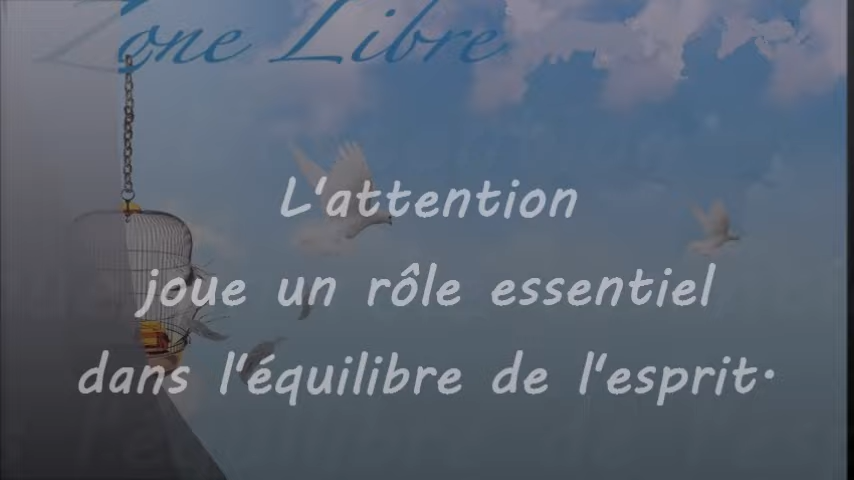 Zone Libre
L'attention
joue un rôle essentiel
dans l'équilibre de l'esprit.